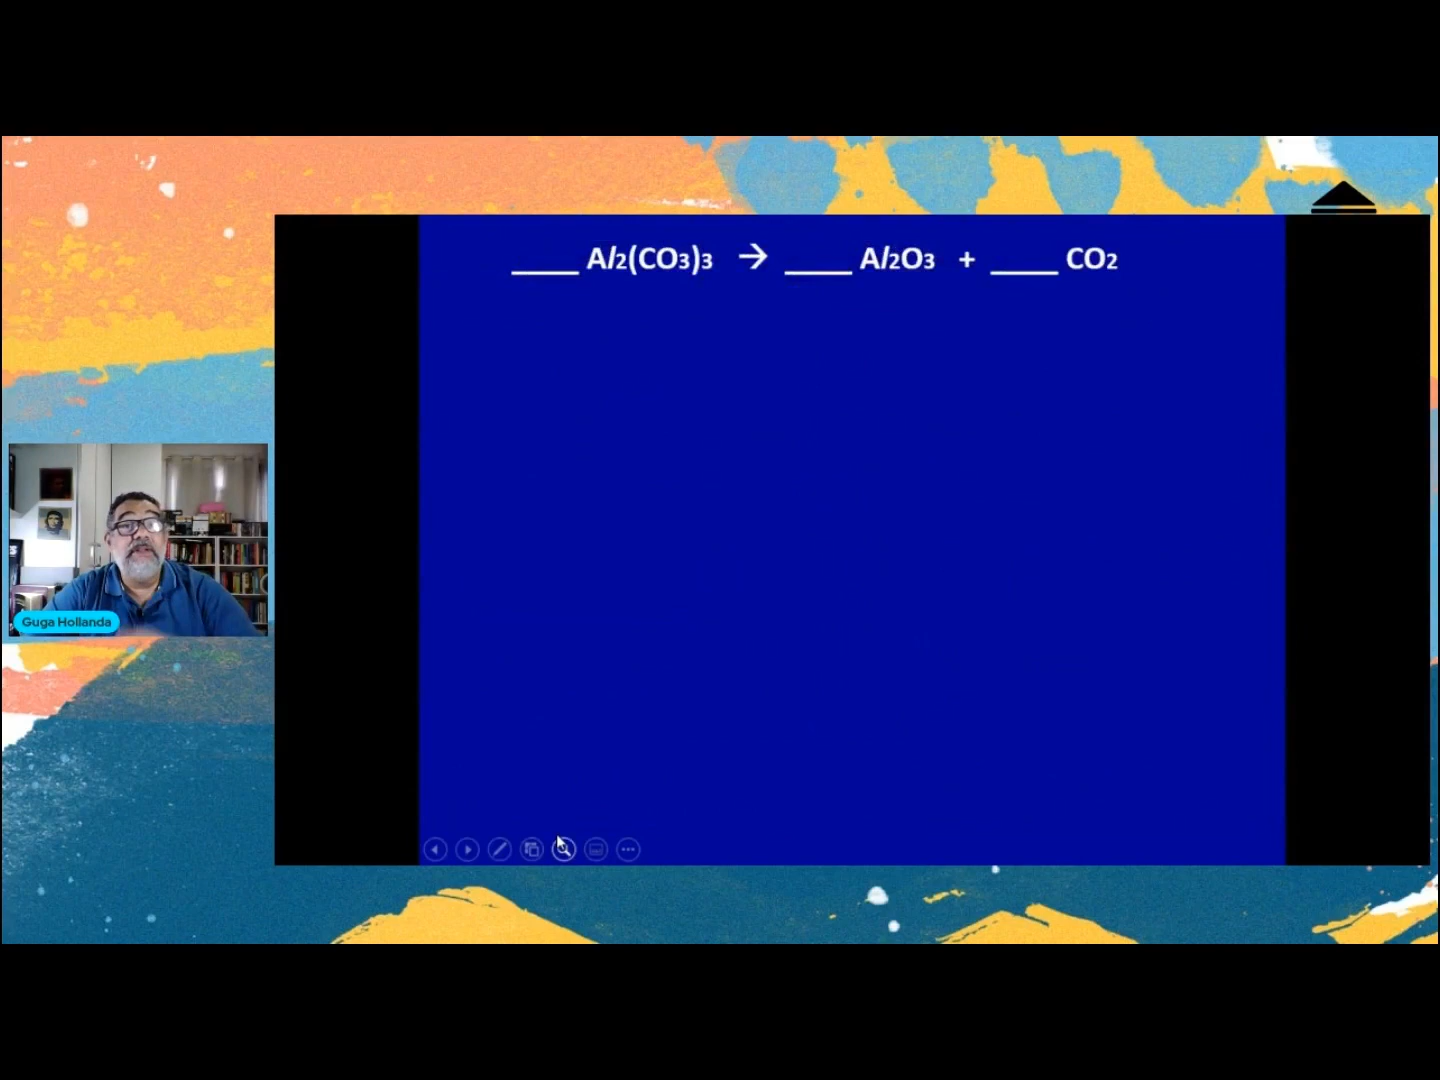 ____ Al2(CO3)3 → ____ Al2O3 + ____ CO2
Guga Hollanda